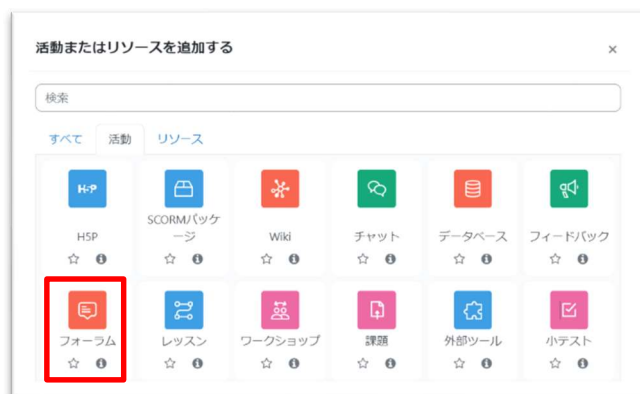 活動またはリソースを追加する ×
検索
すべて 活動 リソース
H5P
H5P SCORMパッケージ Wiki チャット データベース フィードバック
フォーラム レッスン ワークショップ 課題 外部ツール 小テスト